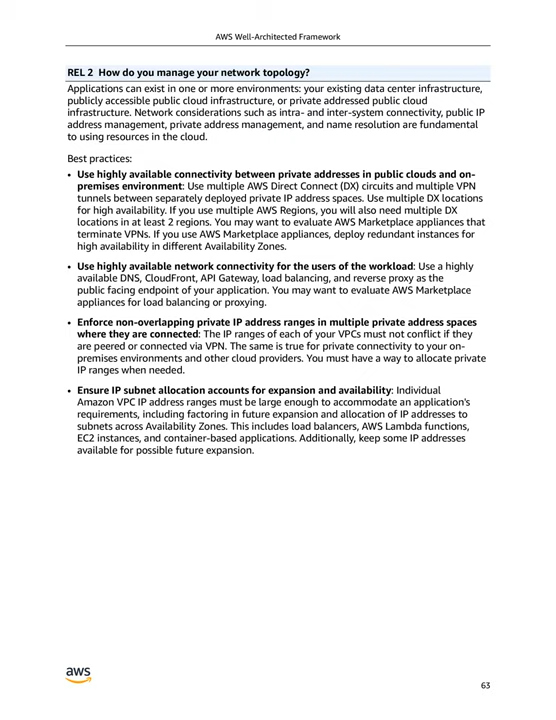 AWS Well-Architected Framework
REL 2  How do you manage your network topology?
Applications can exist in one or more environments: your existing data center infrastructure,
publicly accessible public cloud infrastructure, or private addressed public cloud
infrastructure. Network considerations such as intra- and inter-system connectivity, public IP
address management, private address management, and name resolution are fundamental
to using resources in the cloud.
Best practices:
• Use highly available connectivity between private addresses in public clouds and on-
premises environment: Use multiple AWS Direct Connect (DX) circuits and multiple VPN
tunnels between separately deployed private IP address spaces. Use multiple DX locations
for high availability. If you use multiple AWS Regions, you will also need multiple DX
locations in at least 2 regions. You may want to evaluate AWS Marketplace appliances that
terminate VPNs. If you use AWS Marketplace appliances, deploy redundant instances for
high availability in different Availability Zones.
• Use highly available network connectivity for the users of the workload: Use a highly
available DNS, CloudFront, API Gateway, load balancing, and reverse proxy as the
public facing endpoint of your application. You may want to evaluate AWS Marketplace
appliances for load balancing or proxying.
• Enforce non-overlapping private IP address ranges in multiple private address spaces
where they are connected: The IP ranges of each of your VPCs must not conflict if they
are peered or connected via VPN. The same is true for private connectivity to your on-
premises environments and other cloud providers. You must have a way to allocate private
IP ranges when needed.
• Ensure IP subnet allocation accounts for expansion and availability: Individual
Amazon VPC IP address ranges must be large enough to accommodate an application's
requirements, including factoring in future expansion and allocation of IP addresses to
subnets across Availability Zones. This includes load balancers, AWS Lambda functions,
EC2 instances, and container-based applications. Additionally, keep some IP addresses
available for possible future expansion.
aws
63